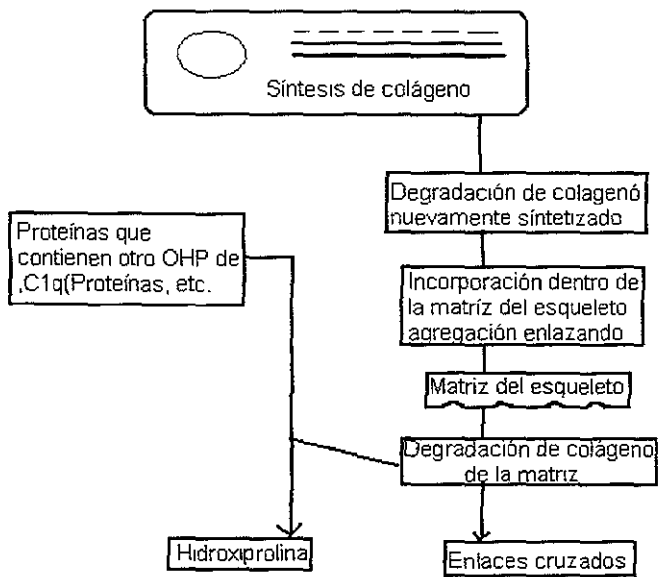 Síntesis de colágeno
Degradación de colagenó
nuevamente síntetizado
Proteínas que
contienen otro OHP de
,C1q(Proteínas, etc.
Incorporación dentro de
la matríz del esqueleto
agregación enlazando
Matriz del esqueleto
Degradación de colágeno
de la matriz
Hidroxiprolina
Enlaces cruzados